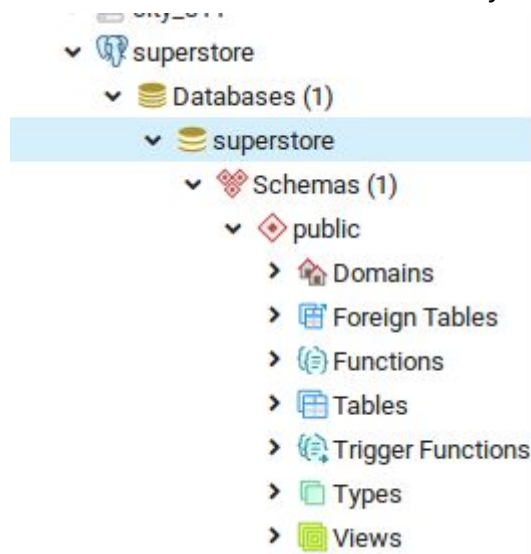 superstore
Databases (1)
superstore
Schemas (1)
public
Domains
Foreign Tables
Functions
Tables
Trigger Functions
Types
Views